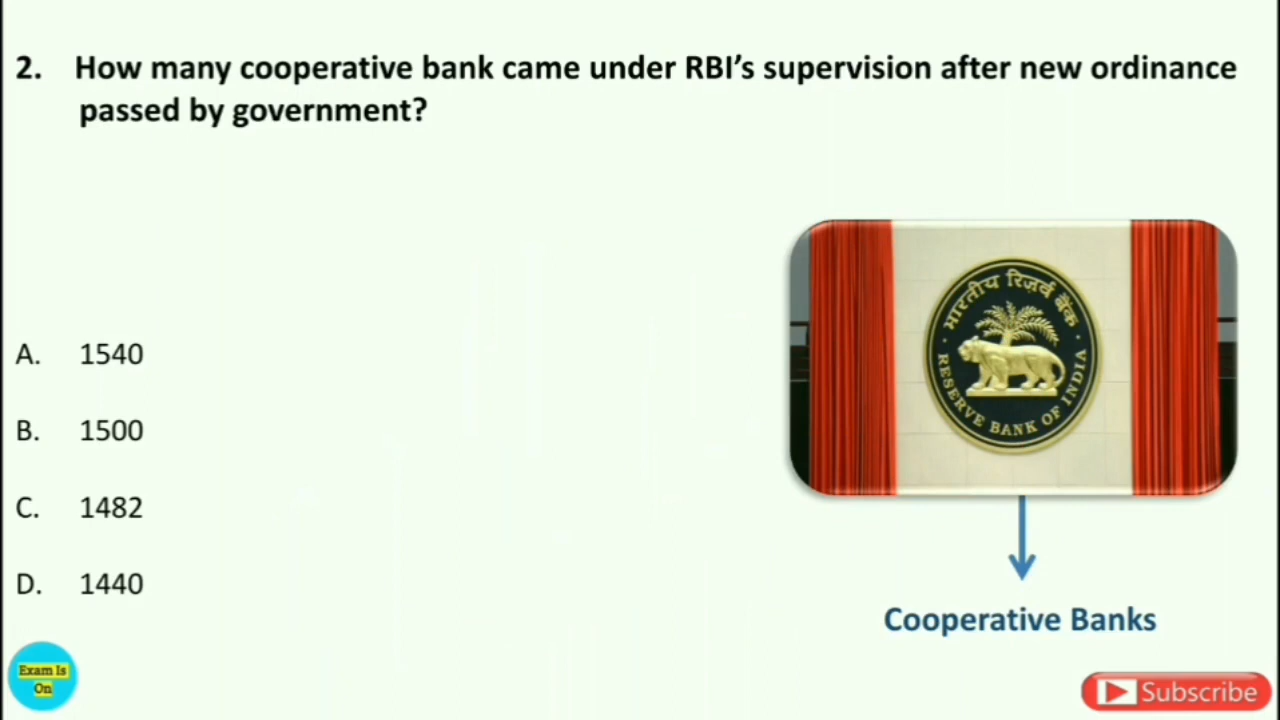 2. How many cooperative bank came under RBI’s supervision after new ordinance
passed by government?
A. 1540
B. 1500
C. 1482
D. 1440
भारतीय रिज़र्व बैंक
RESERVE BANK OF INDIA
Cooperative Banks
Exam Is
On
Subscribe